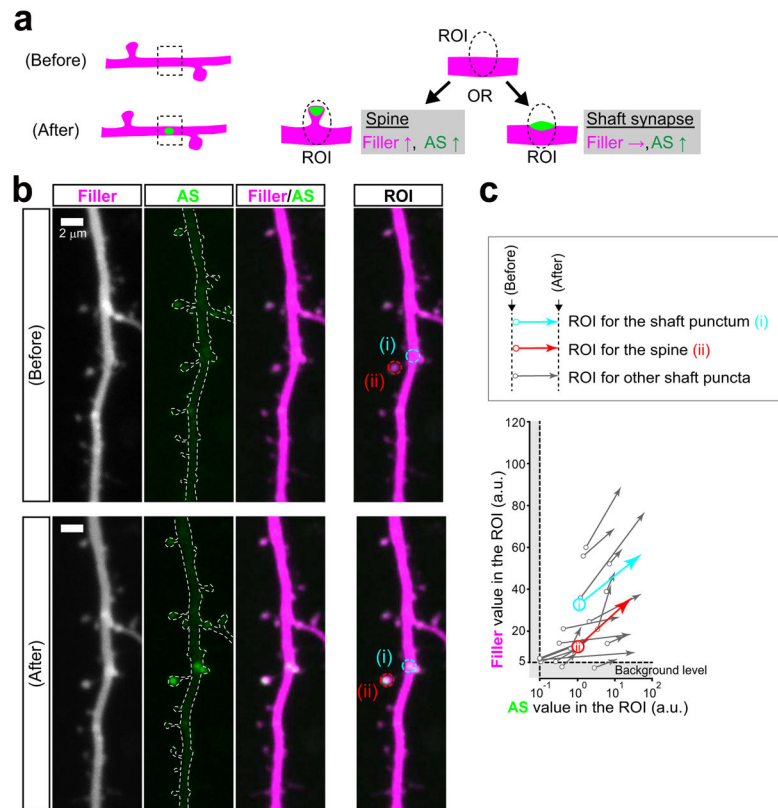 a
(Before)
(After)
ROI
OR
Spine
Filler ↑, AS ↑
ROI
Shaft synapse
Filler →, AS ↑
ROI
b
Filler
AS
Filler/AS
ROI
(Before)
2 μm
(i)
(ii)
(After)
(i)
(ii)
c
(Before)
(After)
ROI for the shaft punctum (i)
ROI for the spine (ii)
ROI for other shaft puncta
Filler value in the ROI (a.u.)
120
100
80
60
40
20
5
i
ii
Background level
10-1
100
101
102
AS value in the ROI (a.u.)